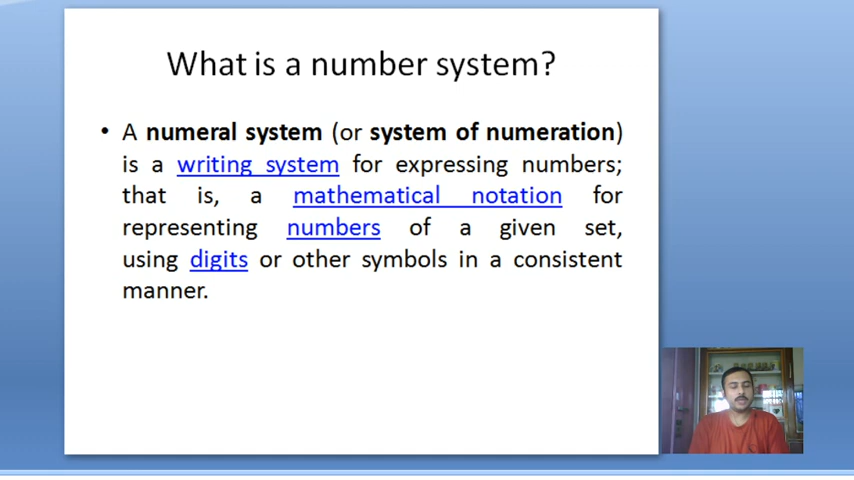 What is a number system?
• A numeral system (or system of numeration)
is a writing system for expressing numbers;
that is, a mathematical notation for
representing numbers of a given set,
using digits or other symbols in a consistent
manner.